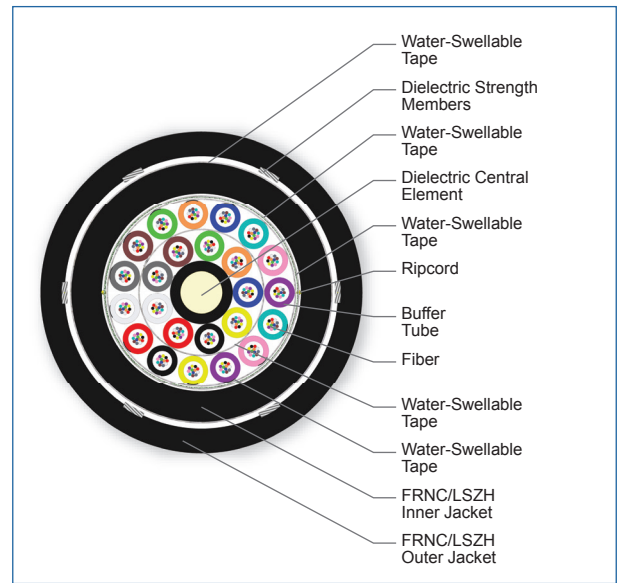 Water-Swellable
Tape
Dielectric Strength
Members
Water-Swellable
Tape
Dielectric Central
Element
Water-Swellable
Tape
Ripcord
Buffer
Tube
Fiber
Water-Swellable
Tape
Water-Swellable
Tape
FRNC/LSZH
Inner Jacket
FRNC/LSZH
Outer Jacket